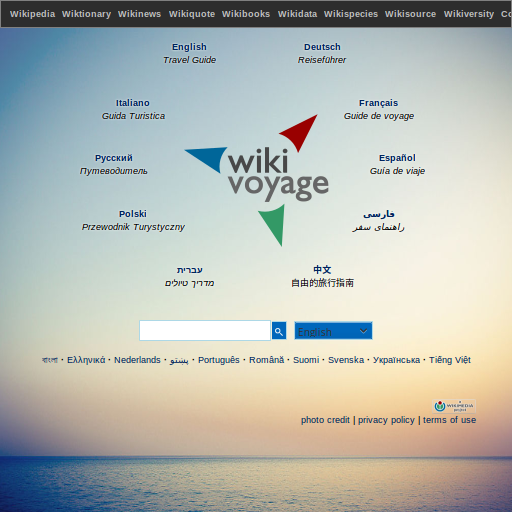 Wikipedia Wiktionary Wikinews Wikiquote Wikibooks Wikidata Wikispecies Wikisource Wikiversity Co
English
Travel Guide
Deutsch
Reiseführer
Italiano
Guida Turistica
Français
Guide de voyage
Русский
Путеводитель
Español
Guía de viaje
wiki
voyage
Polski
Przewodnik Turystyczny
فارسی
راهنمای سفر
עברית
מדריך טיולים
中文
自由的旅行指南
English
বাংলা · Ελληνικά · Nederlands · پښتو · Português · Română · Suomi · Svenska · Українська · Tiếng Việt
WIKIMEDIA
project
photo credit | privacy policy | terms of use